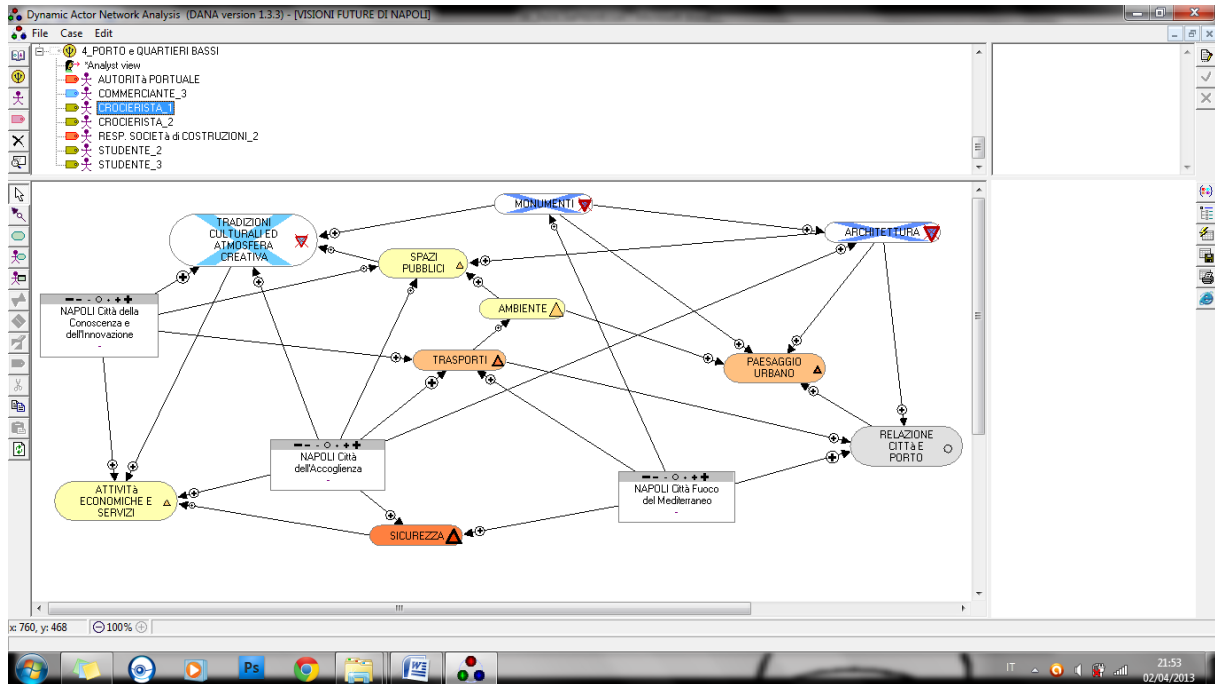 Dynamic Actor Network Analysis (DANA version 1.3.3) - [VISIONI FUTURE DI NAPOLI]
File Case Edit
4_PORTO e QUARTIERI BASSI
*Analyst view
AUTORITà PORTUALE
COMMERCIANTE_3
CROCIERISTA_1
CROCIERISTA_2
RESP. SOCIETà di COSTRUZIONI_2
STUDENTE_2
STUDENTE_3
MONUMENTI
TRADIZIONI
CULTURALI ED
ATMOSFERA
CREATIVA
ARCHITETTURA
SPAZI
PUBBLICI
AMBIENTE
NAPOLI Città della
Conoscenza e
dell'Innovazione
-
TRASPORTI
PAESAGGIO
URBANO
RELAZIONE
CITTà E
PORTO
NAPOLI Città
dell'Accoglienza
-
NAPOLI Città Fuoco
del Mediterraneo
-
ATTIVITà
ECONOMICHE E
SERVIZI
SICUREZZA
x: 760, y: 468 100%
Ps
W
IT
21:53
02/04/2013